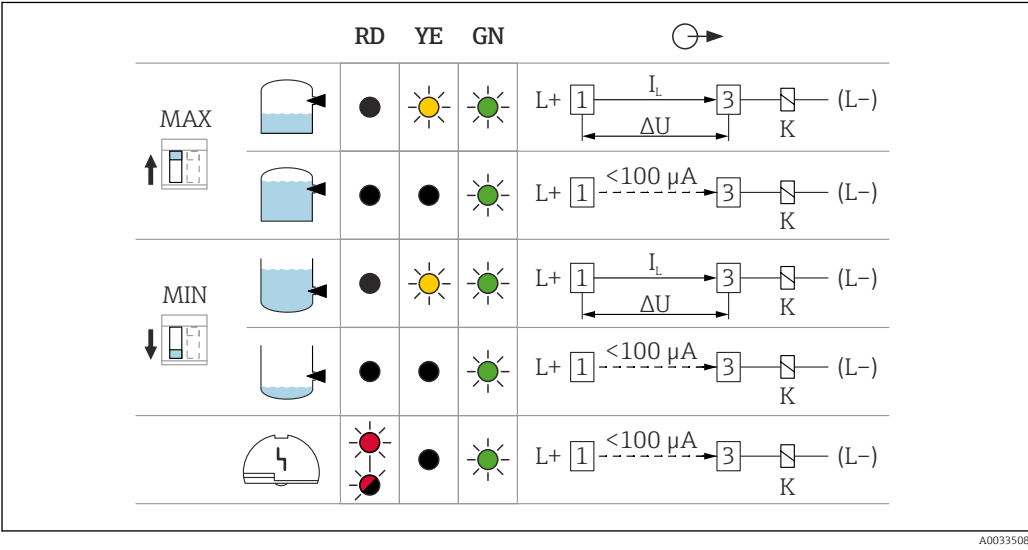 RD YE GN
MAX
L+ 1 I_L 3 (L–)
ΔU K
L+ 1 <100 µA 3 (L–)
K
MIN
L+ 1 I_L 3 (L–)
ΔU K
L+ 1 <100 µA 3 (L–)
K
L+ 1 <100 µA 3 (L–)
K
A0033508